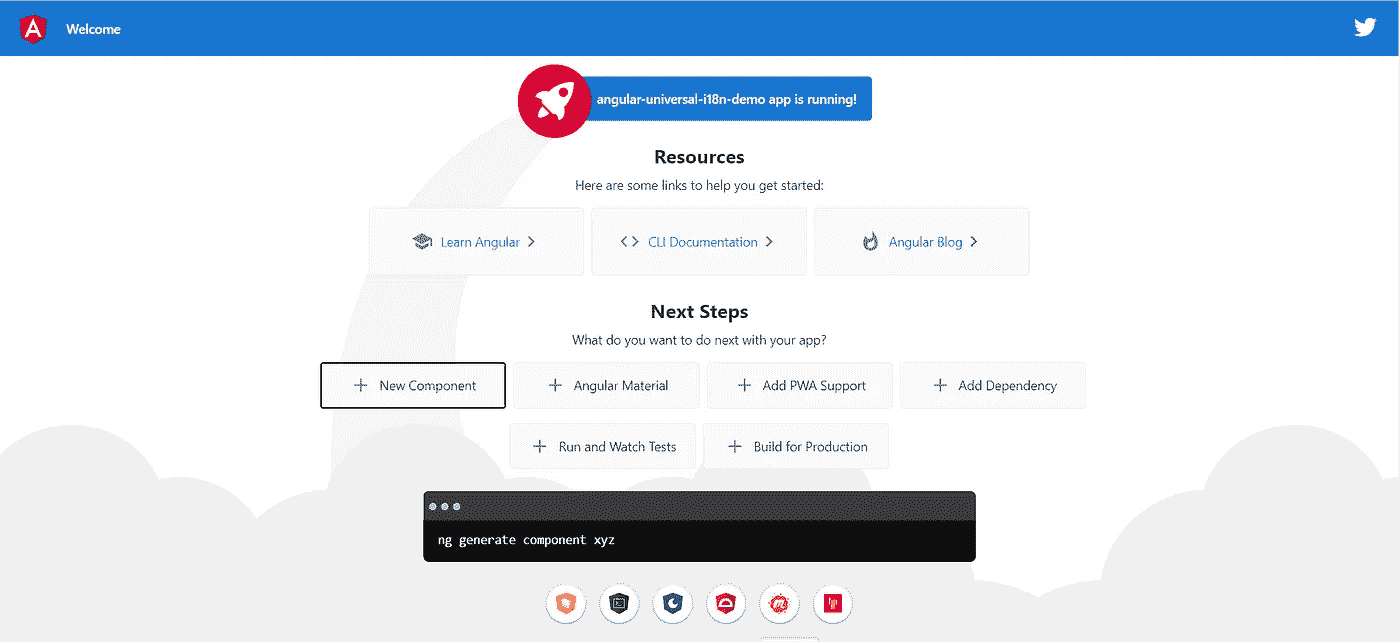 Welcome
angular-universal-i18n-demo app is running!
Resources
Here are some links to help you get started:
Learn Angular
CLI Documentation
Angular Blog
Next Steps
What do you want to do next with your app?
New Component
Angular Material
Add PWA Support
Add Dependency
Run and Watch Tests
Build for Production
ng generate component xyz